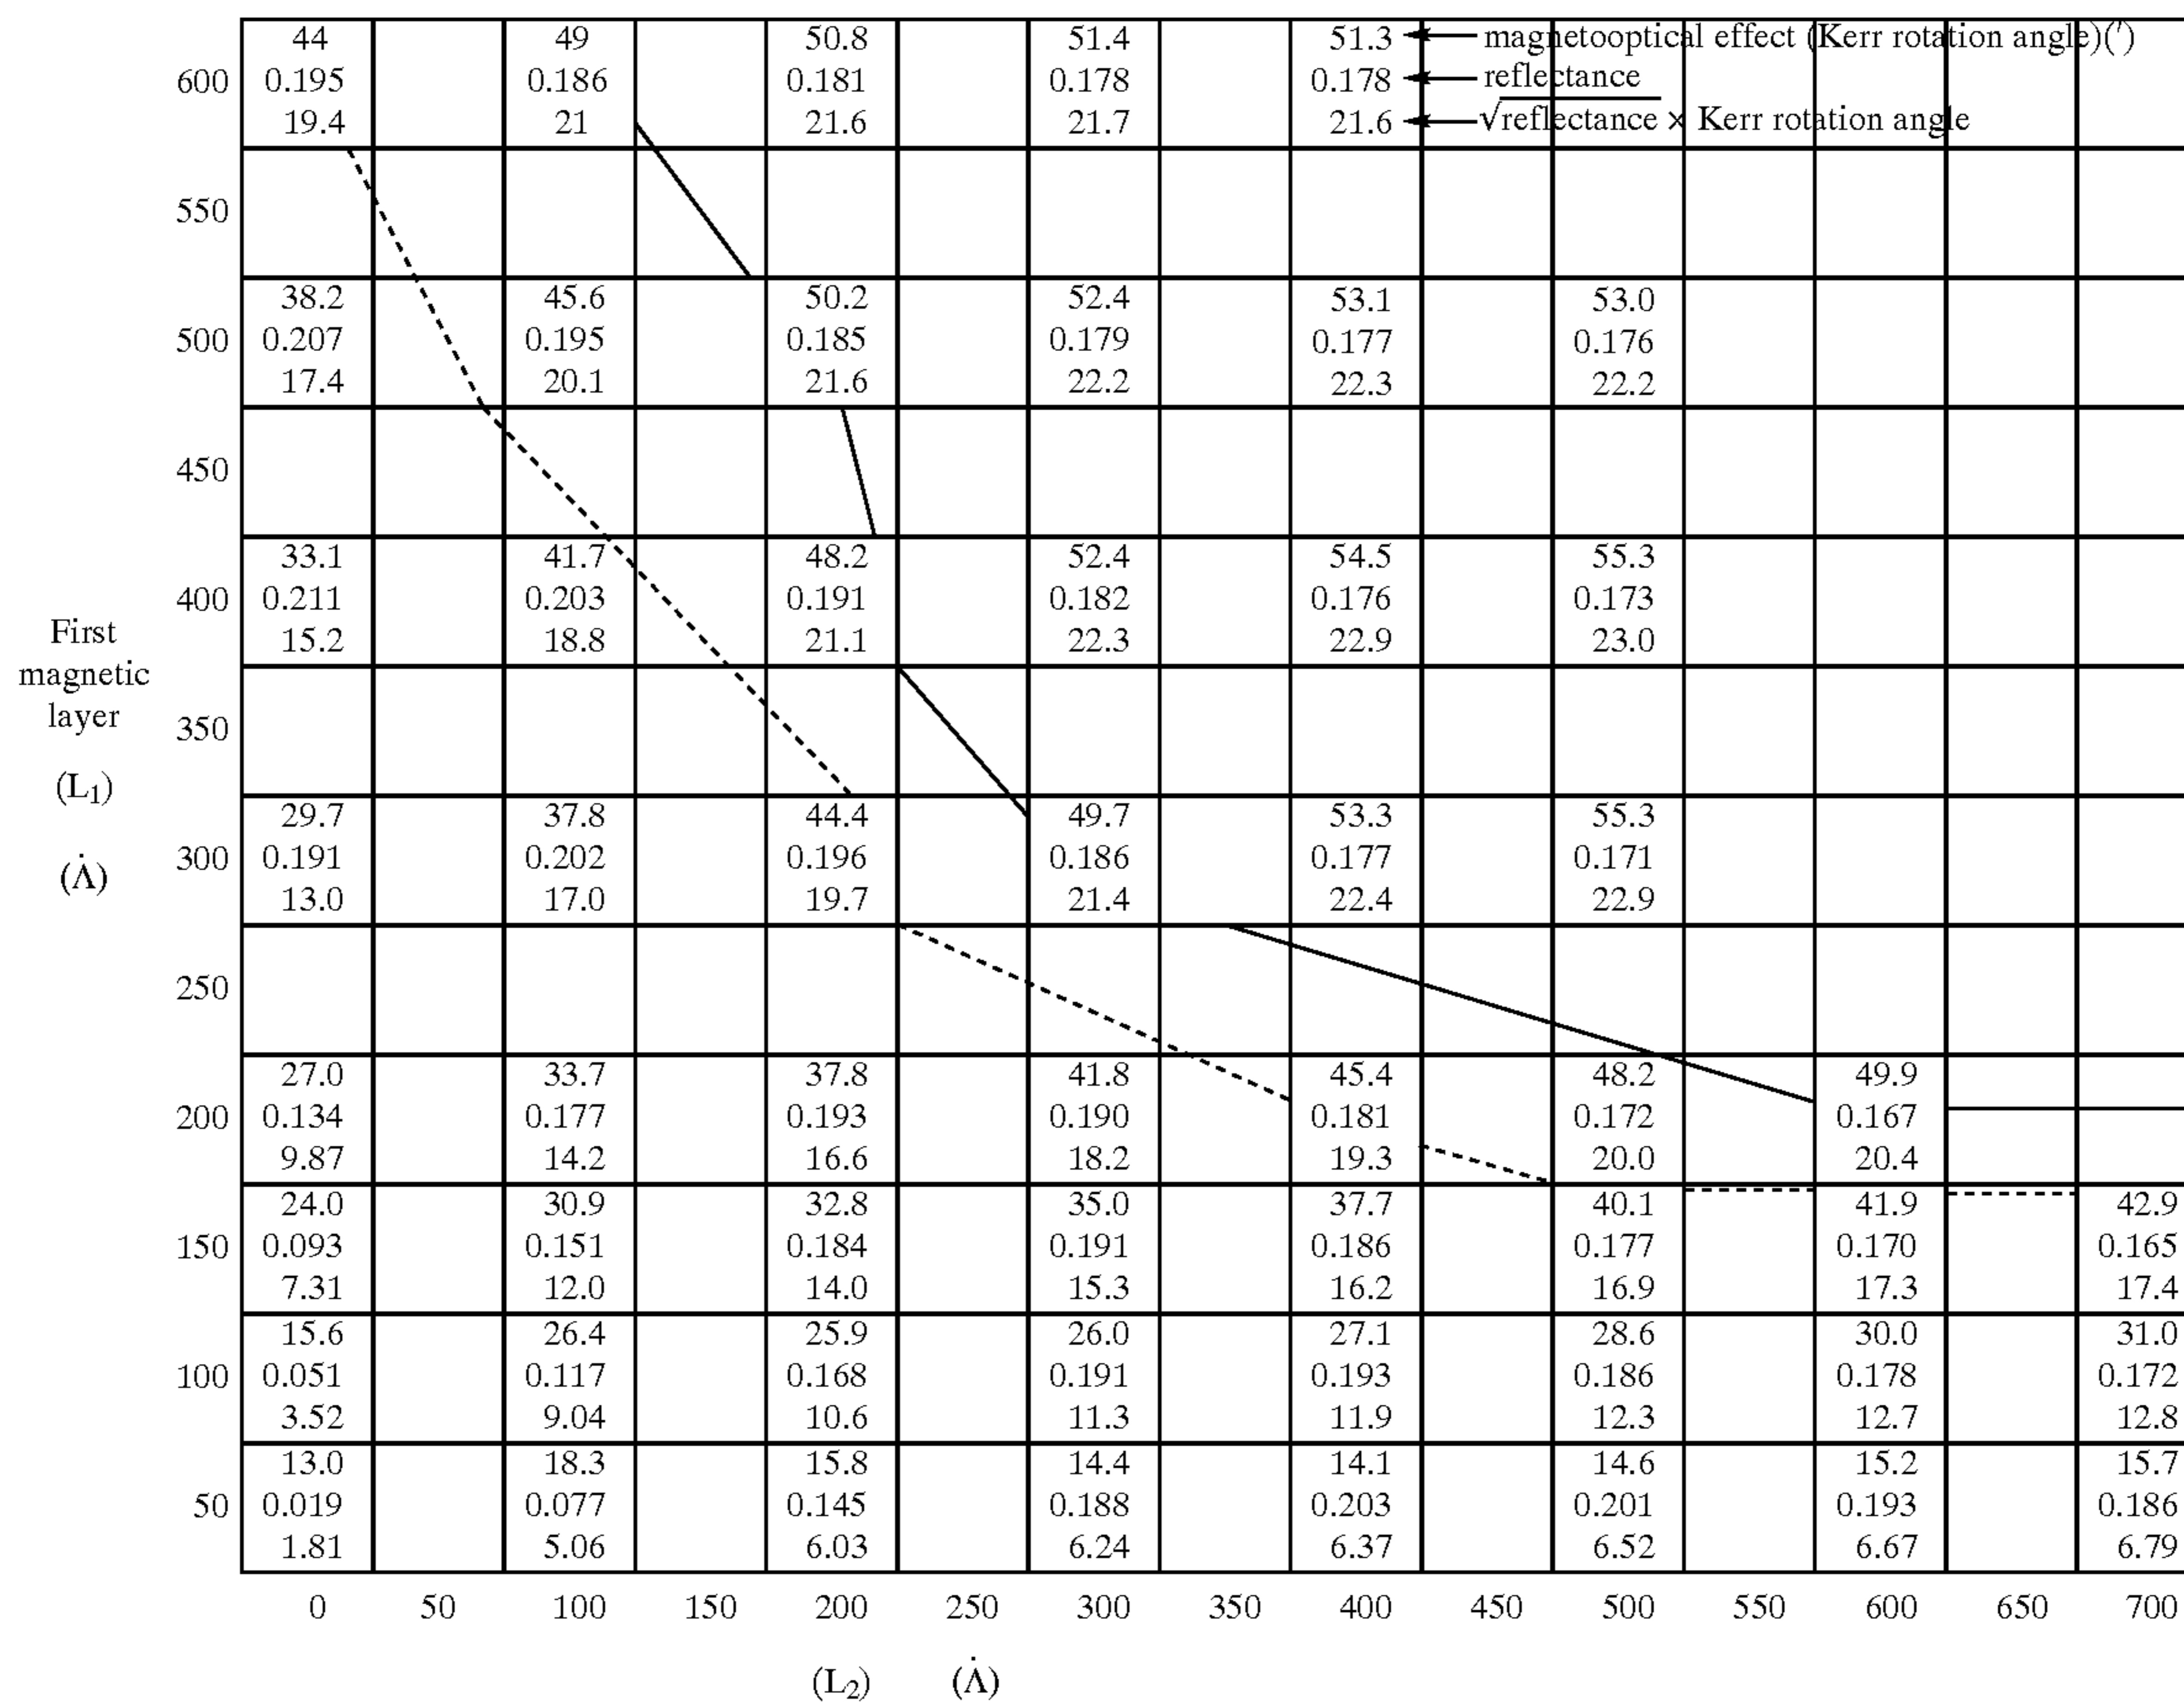 44 49 50.8 51.4 51.3 magnetooptical effect (Kerr rotation angle)(′)
600 0.195 0.186 0.181 0.178 0.178 reflectance
19.4 21 21.6 21.7 21.6 √reflectance × Kerr rotation angle
550
38.2 45.6 50.2 52.4 53.1 53.0
500 0.207 0.195 0.185 0.179 0.177 0.176
17.4 20.1 21.6 22.2 22.3 22.2
450
33.1 41.7 48.2 52.4 54.5 55.3
400 0.211 0.203 0.191 0.182 0.176 0.173
15.2 18.8 21.1 22.3 22.9 23.0
First
magnetic
layer
350
(L₁)
29.7 37.8 44.4 49.7 53.3 55.3
300 0.191 0.202 0.196 0.186 0.177 0.171
(Λ̇)
13.0 17.0 19.7 21.4 22.4 22.9
250
27.0 33.7 37.8 41.8 45.4 48.2 49.9
200 0.134 0.177 0.193 0.190 0.181 0.172 0.167
9.87 14.2 16.6 18.2 19.3 20.0 20.4
24.0 30.9 32.8 35.0 37.7 40.1 41.9 42.9
150 0.093 0.151 0.184 0.191 0.186 0.177 0.170 0.165
7.31 12.0 14.0 15.3 16.2 16.9 17.3 17.4
15.6 26.4 25.9 26.0 27.1 28.6 30.0 31.0
100 0.051 0.117 0.168 0.191 0.193 0.186 0.178 0.172
3.52 9.04 10.6 11.3 11.9 12.3 12.7 12.8
13.0 18.3 15.8 14.4 14.1 14.6 15.2 15.7
50 0.019 0.077 0.145 0.188 0.203 0.201 0.193 0.186
1.81 5.06 6.03 6.24 6.37 6.52 6.67 6.79
0 50 100 150 200 250 300 350 400 450 500 550 600 650 700
(L₂) (Λ̇)